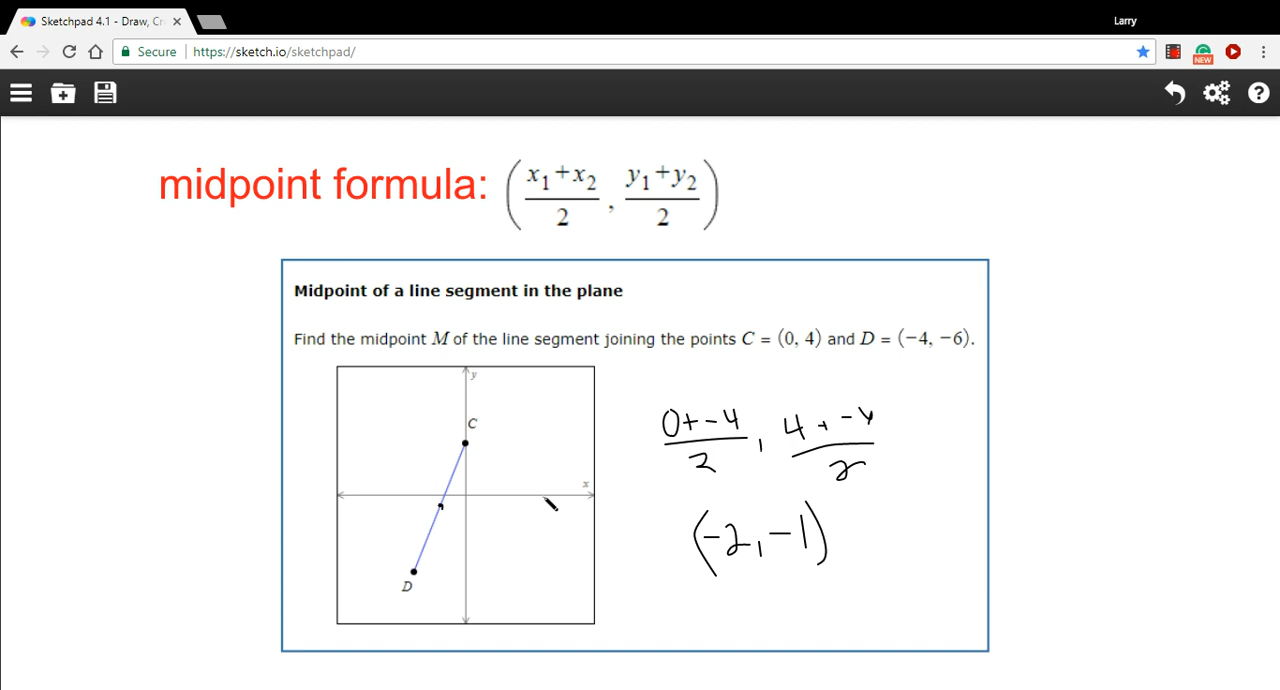 Sketchpad 4.1 - Draw, Cr
Larry
Secure https://sketch.io/sketchpad/
NEW
midpoint formula: (x₁+x₂/2, y₁+y₂/2)
Midpoint of a line segment in the plane
Find the midpoint M of the line segment joining the points C = (0, 4) and D = (−4, −6).
y
C
x
D
0+-4/2, 4+-4/2
(-2,-1)